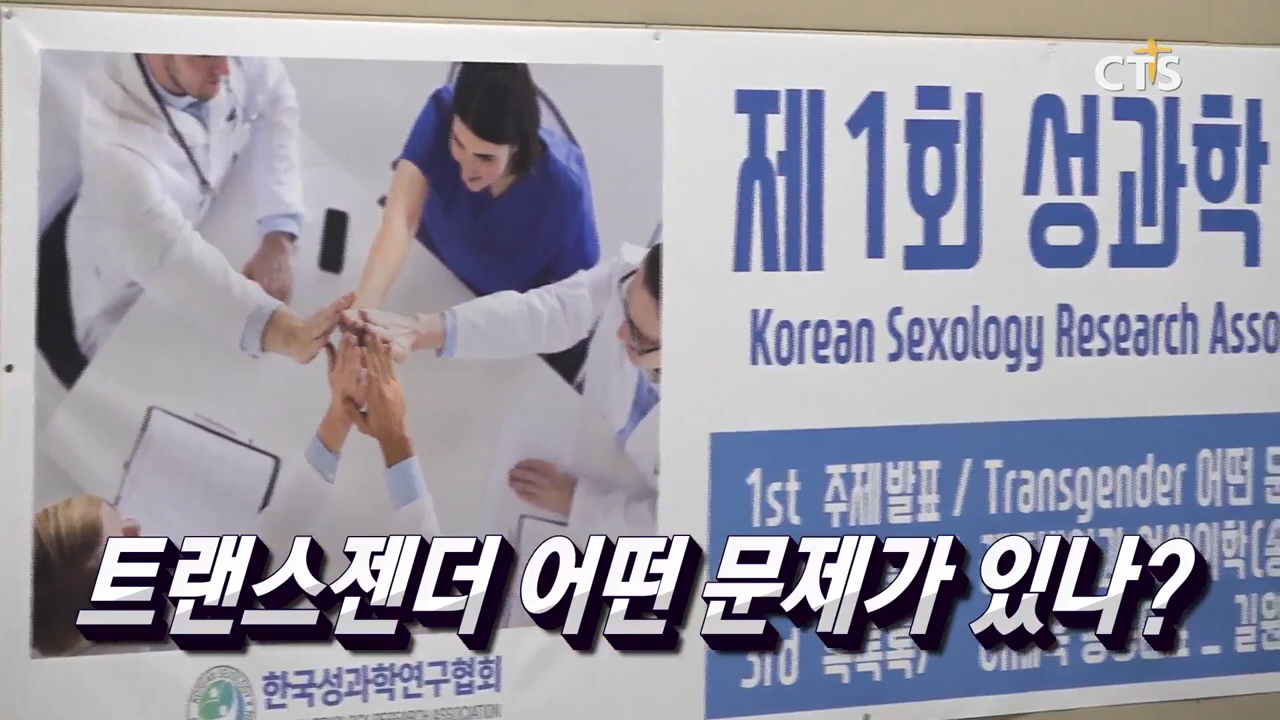 CTS
제1회 성과학
Korean Sexology Research Asso
1st 주제발표 / Transgender 어떤 문
트랜스젠더 어떤 문제가 있나?
3rd
한국성과학연구협회